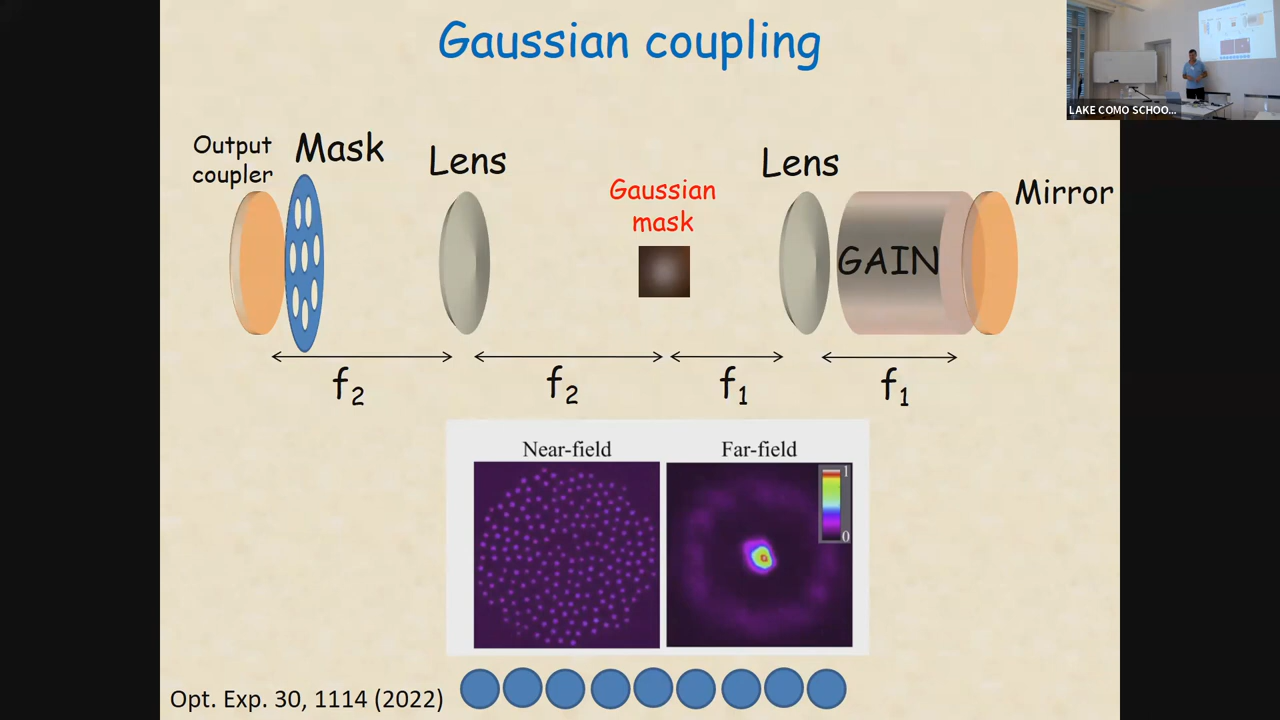 Gaussian coupling
LAKE COMO SCHOO...
Output
coupler
Mask
Lens
Gaussian
mask
Lens
Mirror
GAIN
f₂
f₂
f₁
f₁
Near-field
Far-field
1
0
Opt. Exp. 30, 1114 (2022)